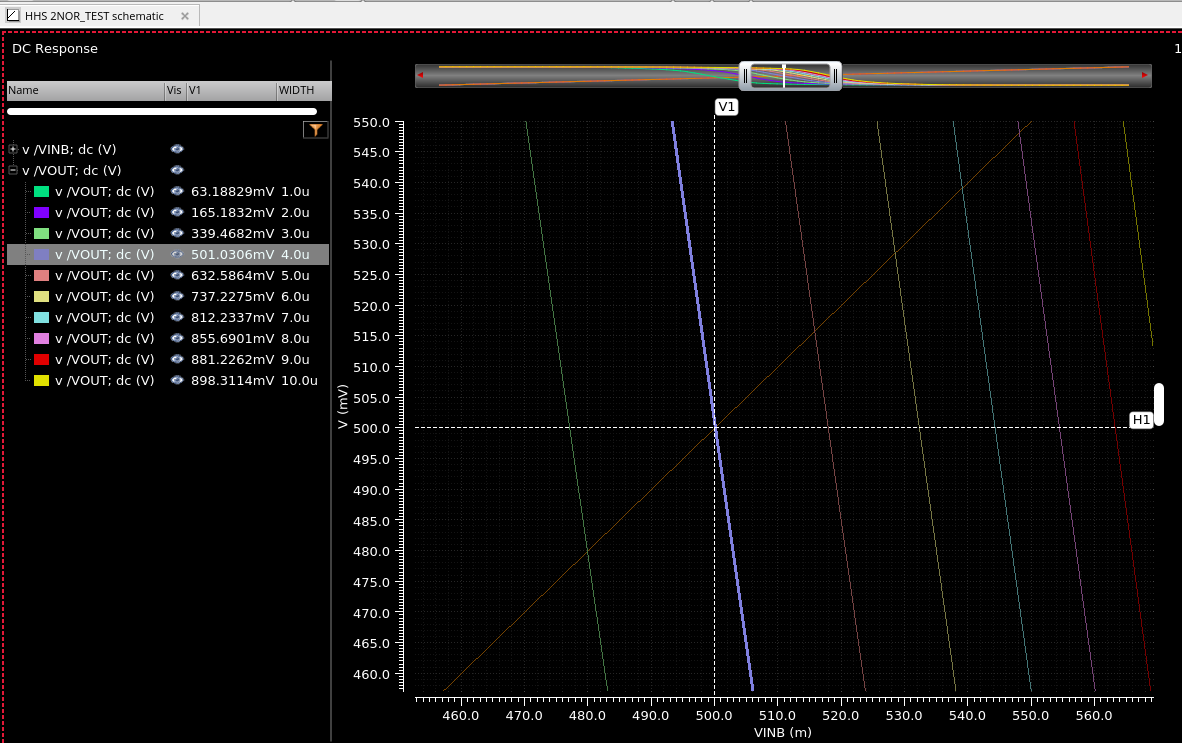 HHS 2NOR_TEST schematic
DC Response
1
Name Vis V1 WIDTH
v /VINB; dc (V)
v /VOUT; dc (V)
v /VOUT; dc (V) 63.18829mV 1.0u
v /VOUT; dc (V) 165.1832mV 2.0u
v /VOUT; dc (V) 339.4682mV 3.0u
v /VOUT; dc (V) 501.0306mV 4.0u
v /VOUT; dc (V) 632.5864mV 5.0u
v /VOUT; dc (V) 737.2275mV 6.0u
v /VOUT; dc (V) 812.2337mV 7.0u
v /VOUT; dc (V) 855.6901mV 8.0u
v /VOUT; dc (V) 881.2262mV 9.0u
v /VOUT; dc (V) 898.3114mV 10.0u
V1
550.0
545.0
540.0
535.0
530.0
525.0
520.0
515.0
510.0
505.0
500.0
495.0
490.0
485.0
480.0
475.0
470.0
465.0
460.0
V (mV)
H1
460.0 470.0 480.0 490.0 500.0 510.0 520.0 530.0 540.0 550.0 560.0
VINB (m)